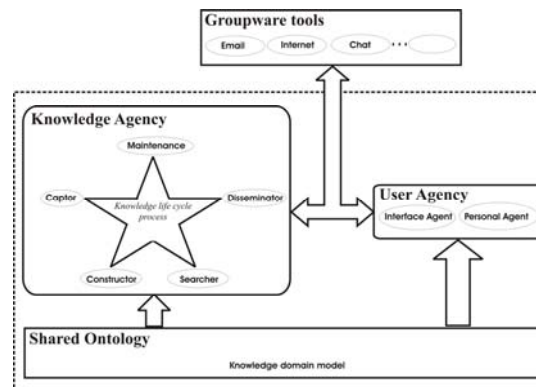 Groupware tools
Email Internet Chat ...
Knowledge Agency
Maintenance
Captor Disseminator
Knowledge life cycle
process
Constructor Searcher
User Agency
Interface Agent Personal Agent
Shared Ontology
Knowledge domain model